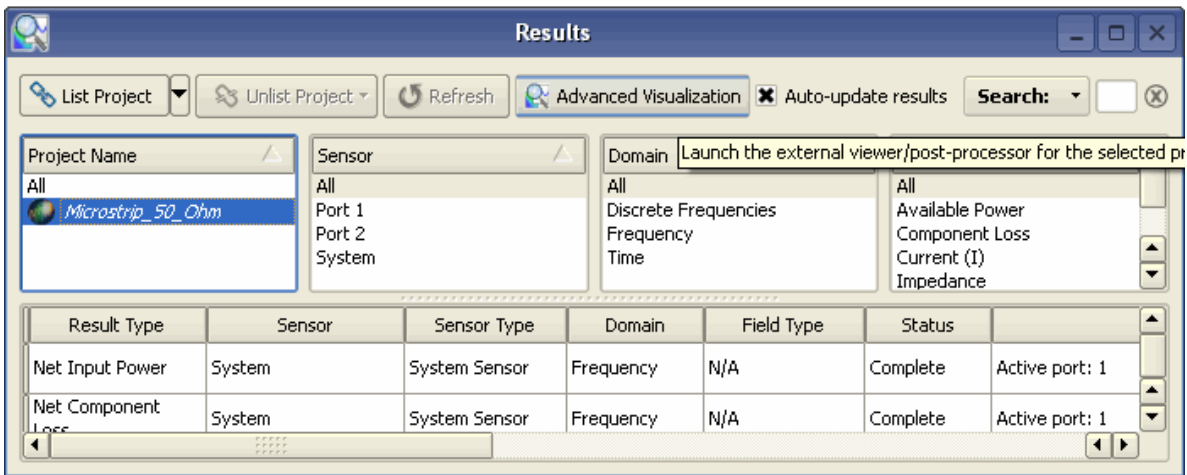 Results
List Project Unlist Project Refresh Advanced Visualization Auto-update results Search:
Project Name Sensor Domain Launch the external viewer/post-processor for the selected pr
All All All All
Microstrip_50_Ohm Port 1 Discrete Frequencies Available Power
Port 2 Frequency Component Loss
System Time Current (I)
Impedance
Result Type Sensor Sensor Type Domain Field Type Status
Net Input Power System System Sensor Frequency N/A Complete Active port: 1
Net Component
Loss System System Sensor Frequency N/A Complete Active port: 1